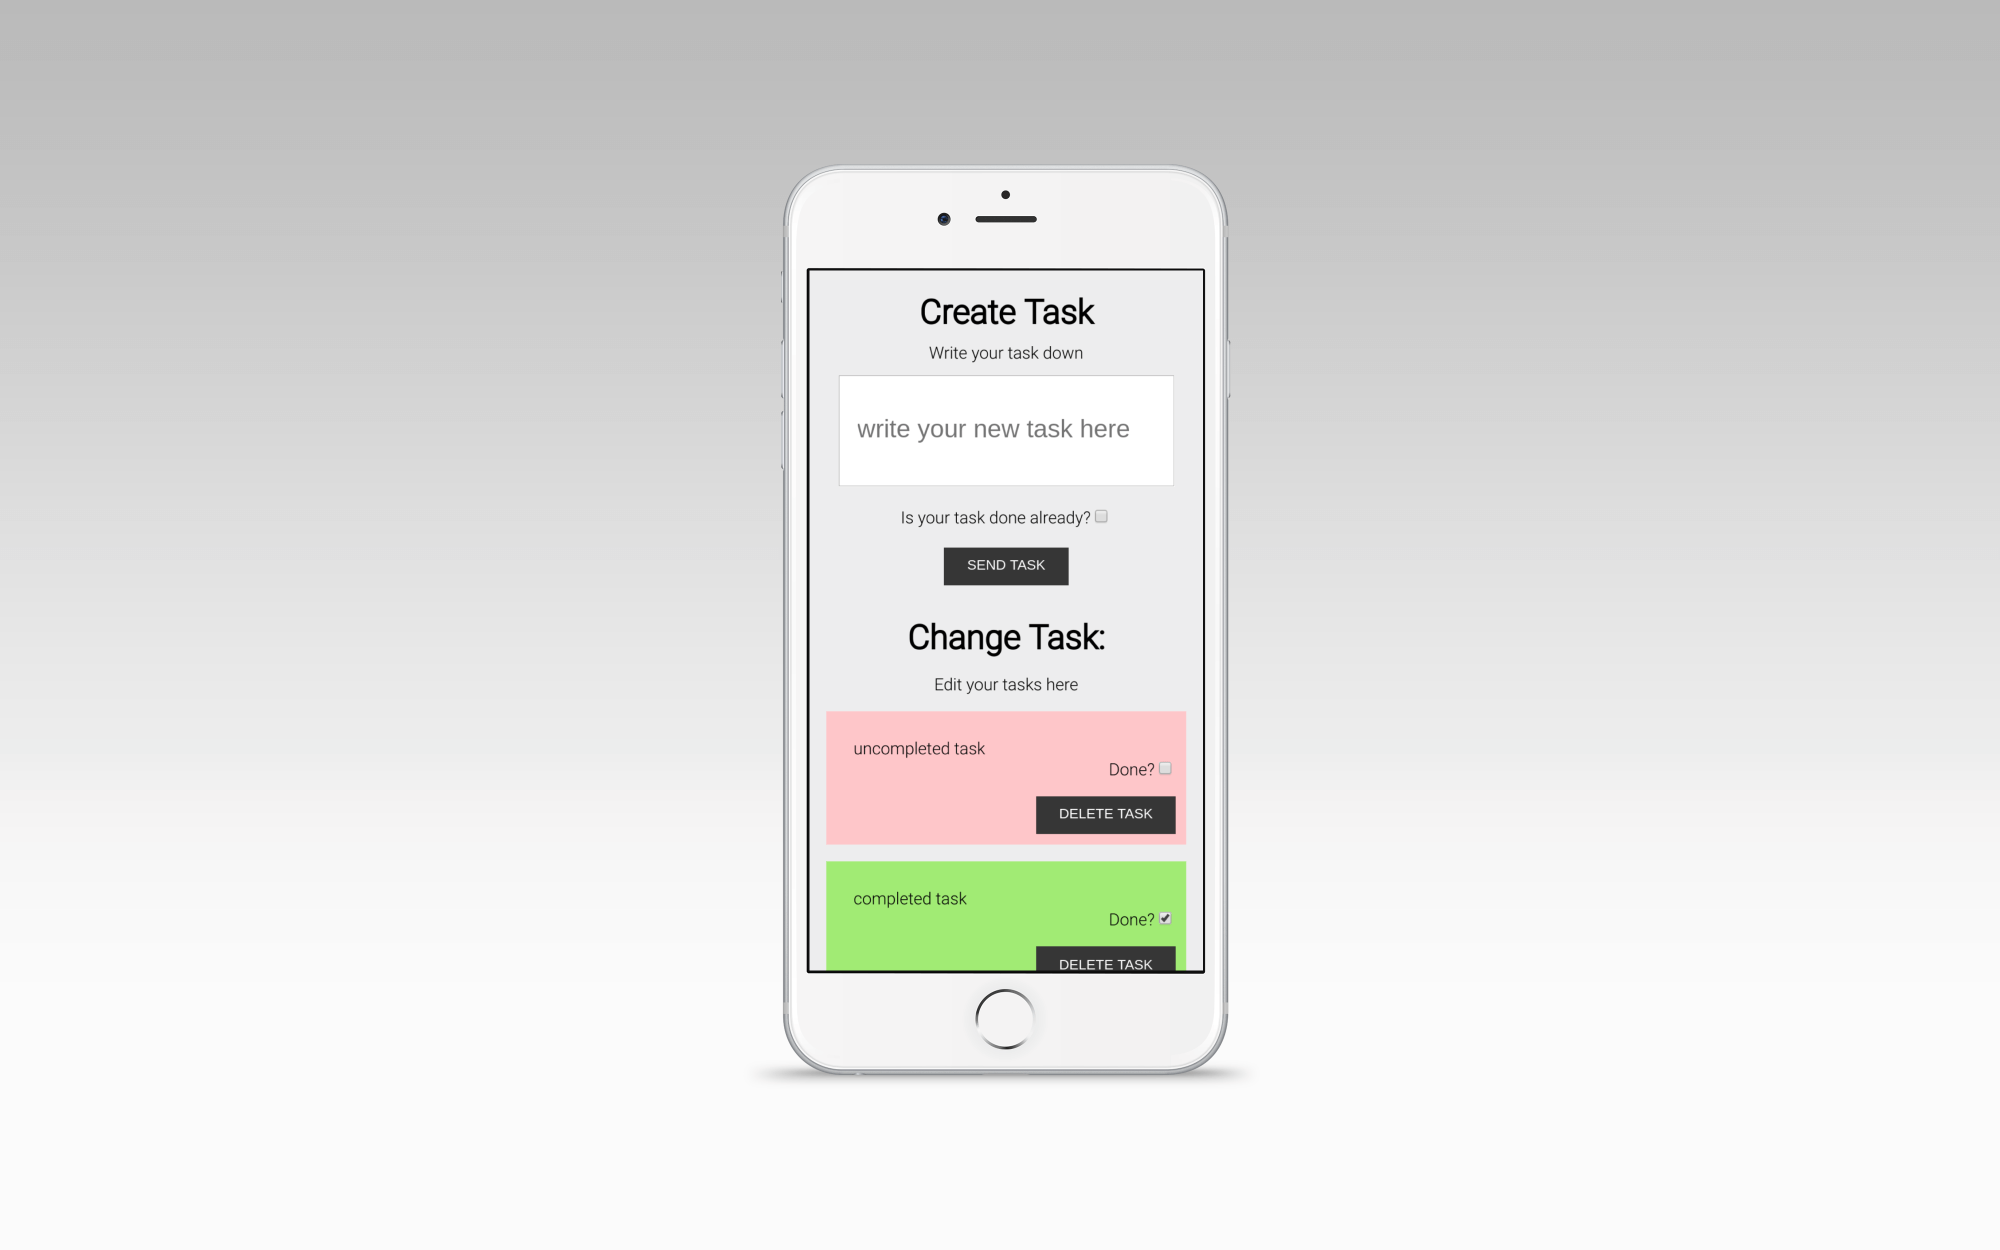 Create Task
Write your task down
write your new task here
Is your task done already?
SEND TASK
Change Task:
Edit your tasks here
uncompleted task
Done?
DELETE TASK
completed task
Done?
DELETE TASK